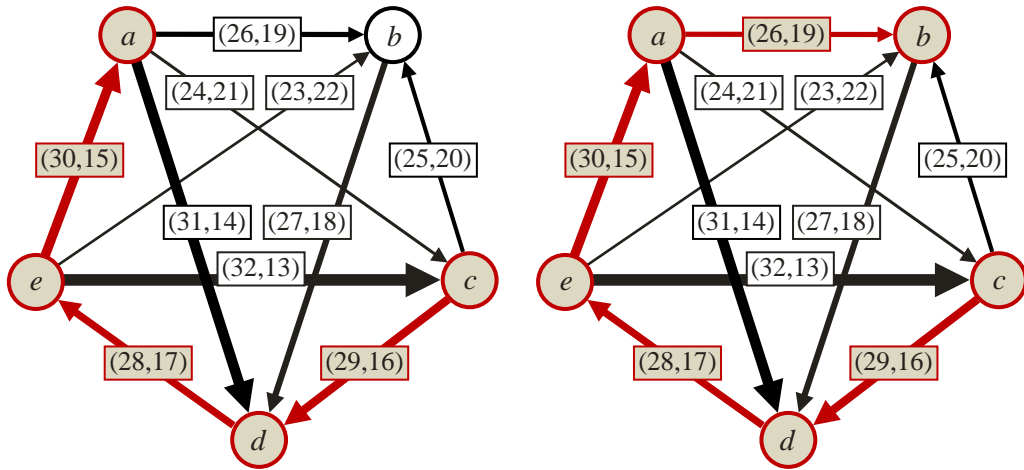 a (26,19) b
(24,21) (23,22)
(30,15) (25,20)
(31,14) (27,18)
e (32,13) c
(28,17) (29,16)
d
a (26,19) b
(24,21) (23,22)
(30,15) (25,20)
(31,14) (27,18)
e (32,13) c
(28,17) (29,16)
d